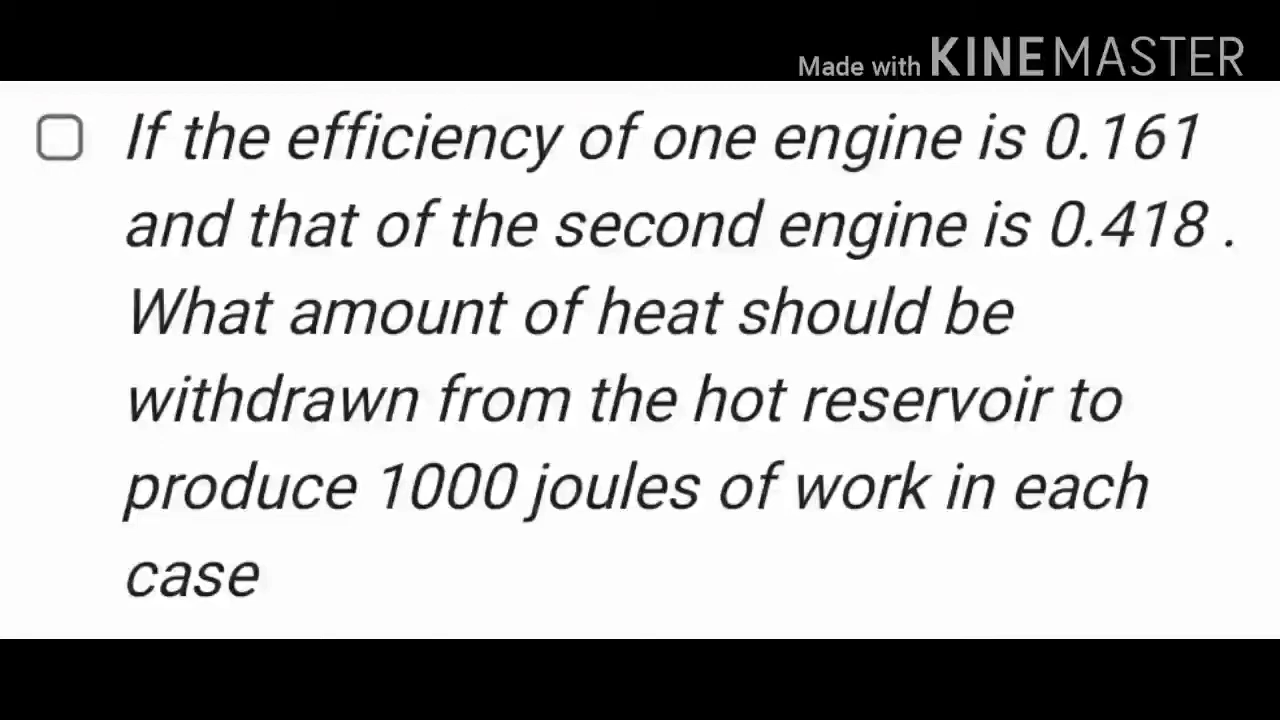 Made with KINEMASTER
If the efficiency of one engine is 0.161
and that of the second engine is 0.418 .
What amount of heat should be
withdrawn from the hot reservoir to
produce 1000 joules of work in each
case